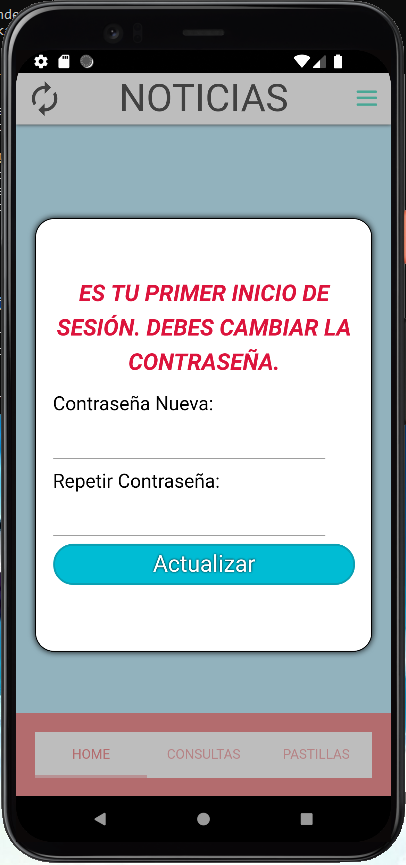 NOTICIAS
ES TU PRIMER INICIO DE
SESIÓN. DEBES CAMBIAR LA
CONTRASEÑA.
Contraseña Nueva:
Repetir Contraseña:
Actualizar
HOME CONSULTAS PASTILLAS